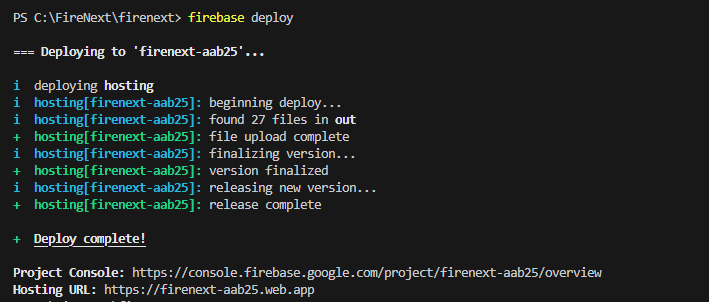 PS C:\FireNext\firenext> firebase deploy
=== Deploying to 'firenext-aab25'...
i  deploying hosting
i  hosting[firenext-aab25]: beginning deploy...
i  hosting[firenext-aab25]: found 27 files in out
+  hosting[firenext-aab25]: file upload complete
i  hosting[firenext-aab25]: finalizing version...
+  hosting[firenext-aab25]: version finalized
i  hosting[firenext-aab25]: releasing new version...
+  hosting[firenext-aab25]: release complete
+  Deploy complete!
Project Console: https://console.firebase.google.com/project/firenext-aab25/overview
Hosting URL: https://firenext-aab25.web.app